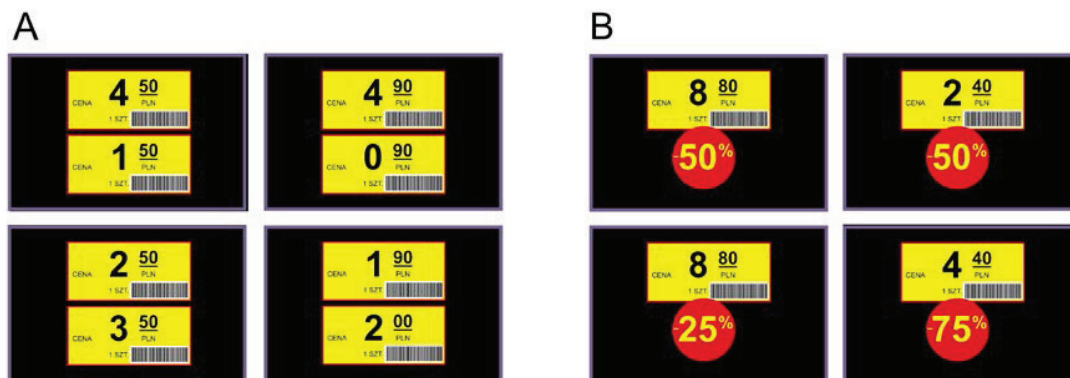 A
4 50
CENA PLN
1 SZT.
1 50
CENA PLN
1 SZT.
4 90
CENA PLN
1 SZT.
0 90
CENA PLN
1 SZT.
2 50
CENA PLN
1 SZT.
3 50
CENA PLN
1 SZT.
1 90
CENA PLN
1 SZT.
2 00
CENA PLN
1 SZT.
B
8 80
CENA PLN
1 SZT.
-50%
2 40
CENA PLN
1 SZT.
-50%
8 80
CENA PLN
1 SZT.
-25%
4 40
CENA PLN
1 SZT.
-75%